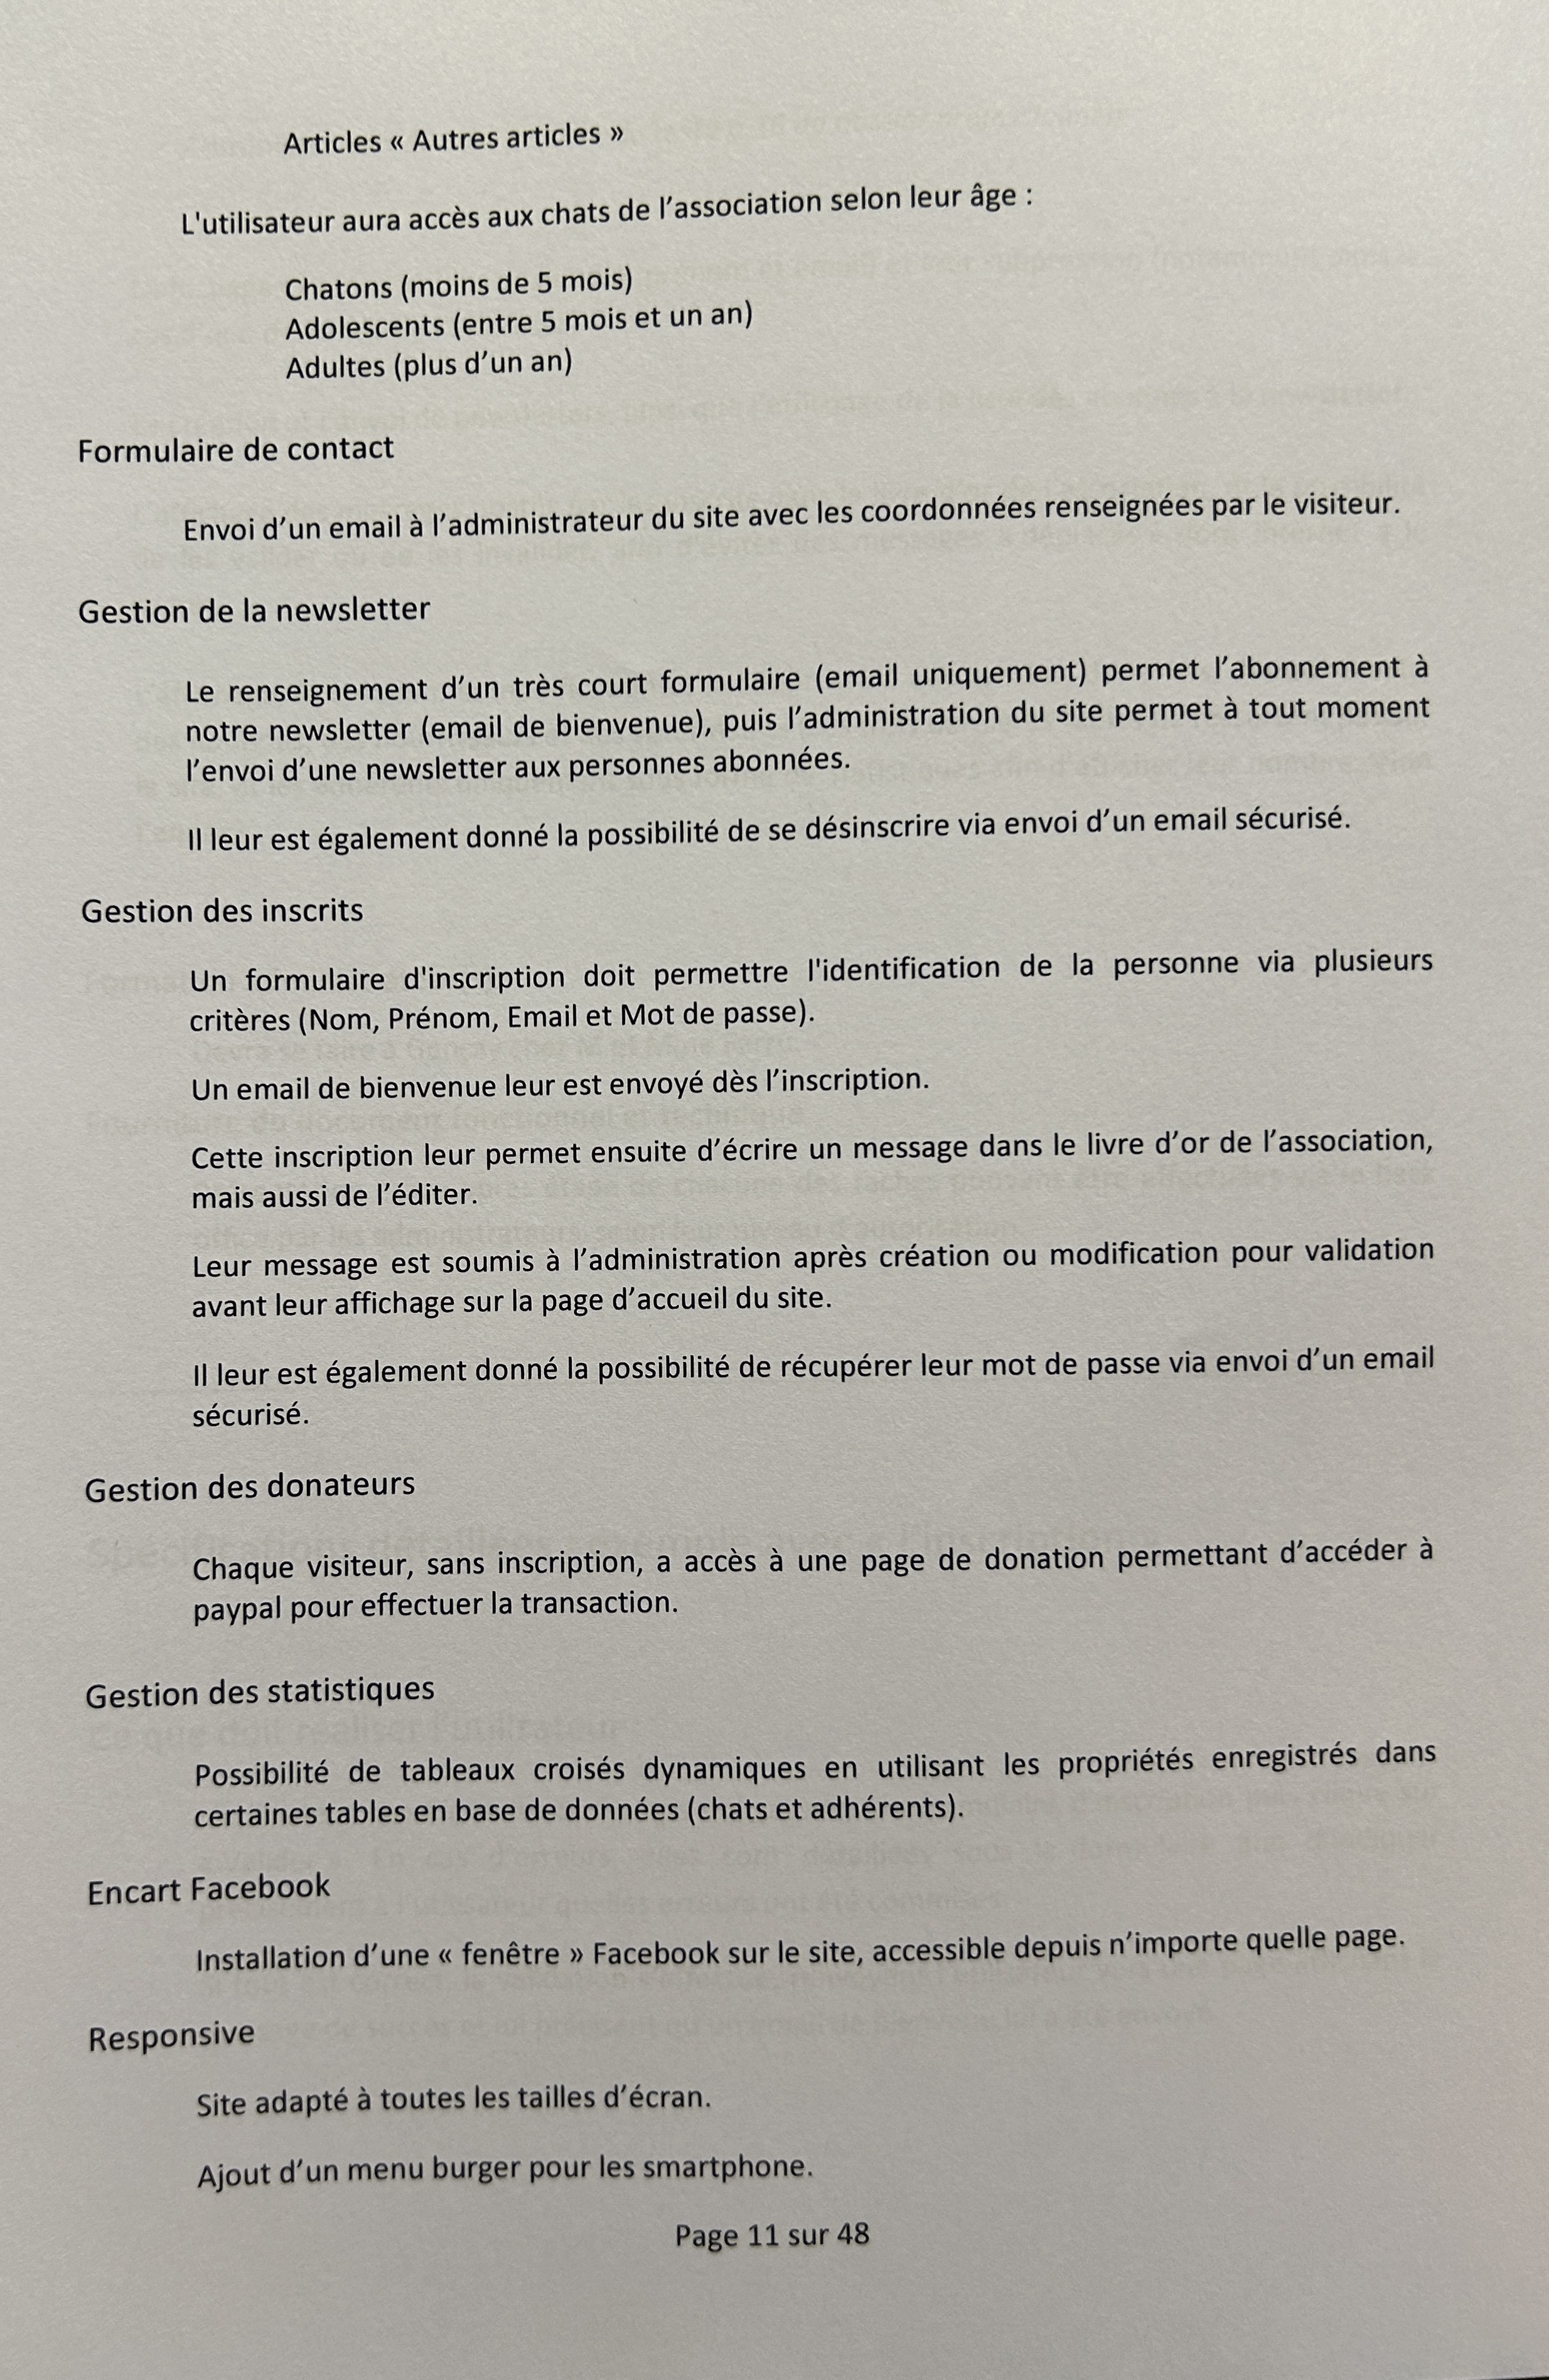 Articles « Autres articles »
L'utilisateur aura accès aux chats de l’association selon leur âge :
Chatons (moins de 5 mois)
Adolescents (entre 5 mois et un an)
Adultes (plus d’un an)
Formulaire de contact
Envoi d’un email à l’administrateur du site avec les coordonnées renseignées par le visiteur.
Gestion de la newsletter
Le renseignement d’un très court formulaire (email uniquement) permet l’abonnement à
notre newsletter (email de bienvenue), puis l’administration du site permet à tout moment
l’envoi d’une newsletter aux personnes abonnées.
Il leur est également donné la possibilité de se désinscrire via envoi d’un email sécurisé.
Gestion des inscrits
Un formulaire d'inscription doit permettre l'identification de la personne via plusieurs
critères (Nom, Prénom, Email et Mot de passe).
Un email de bienvenue leur est envoyé dès l’inscription.
Cette inscription leur permet ensuite d’écrire un message dans le livre d’or de l’association,
mais aussi de l’éditer.
Leur message est soumis à l’administration après création ou modification pour validation
avant leur affichage sur la page d’accueil du site.
Il leur est également donné la possibilité de récupérer leur mot de passe via envoi d’un email
sécurisé.
Gestion des donateurs
Chaque visiteur, sans inscription, a accès à une page de donation permettant d’accéder à
paypal pour effectuer la transaction.
Gestion des statistiques
Possibilité de tableaux croisés dynamiques en utilisant les propriétés enregistrés dans
certaines tables en base de données (chats et adhérents).
Encart Facebook
Installation d’une « fenêtre » Facebook sur le site, accessible depuis n’importe quelle page.
Responsive
Site adapté à toutes les tailles d’écran.
Ajout d’un menu burger pour les smartphone.
Page 11 sur 48